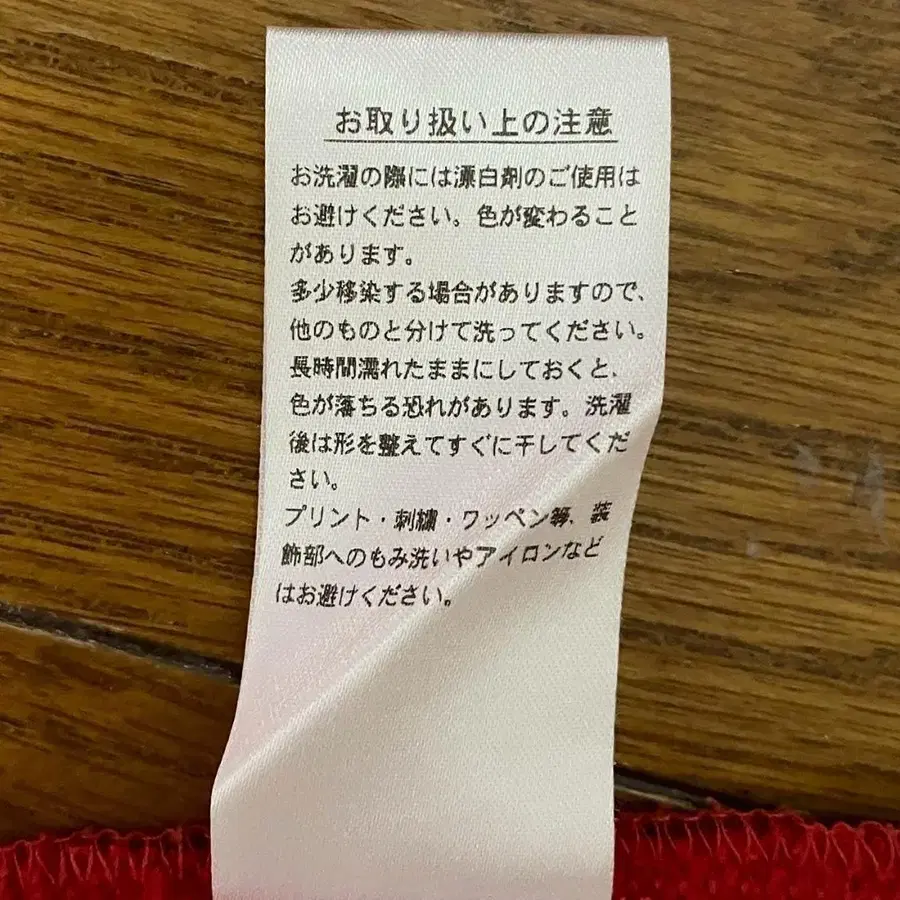 お取り扱い上の注意
お洗濯の際には漂白剤のご使用は
お避けください。色が変わること
があります。
多少移染する場合がありますので、
他のものと分けて洗ってください。
長時間濡れたままにしておくと、
色が落ちる恐れがあります。洗濯
後は形を整えてすぐに干してくだ
さい。
プリント・刺繍・ワッペン等、装
飾部へのもみ洗いやアイロンなど
はお避けください。